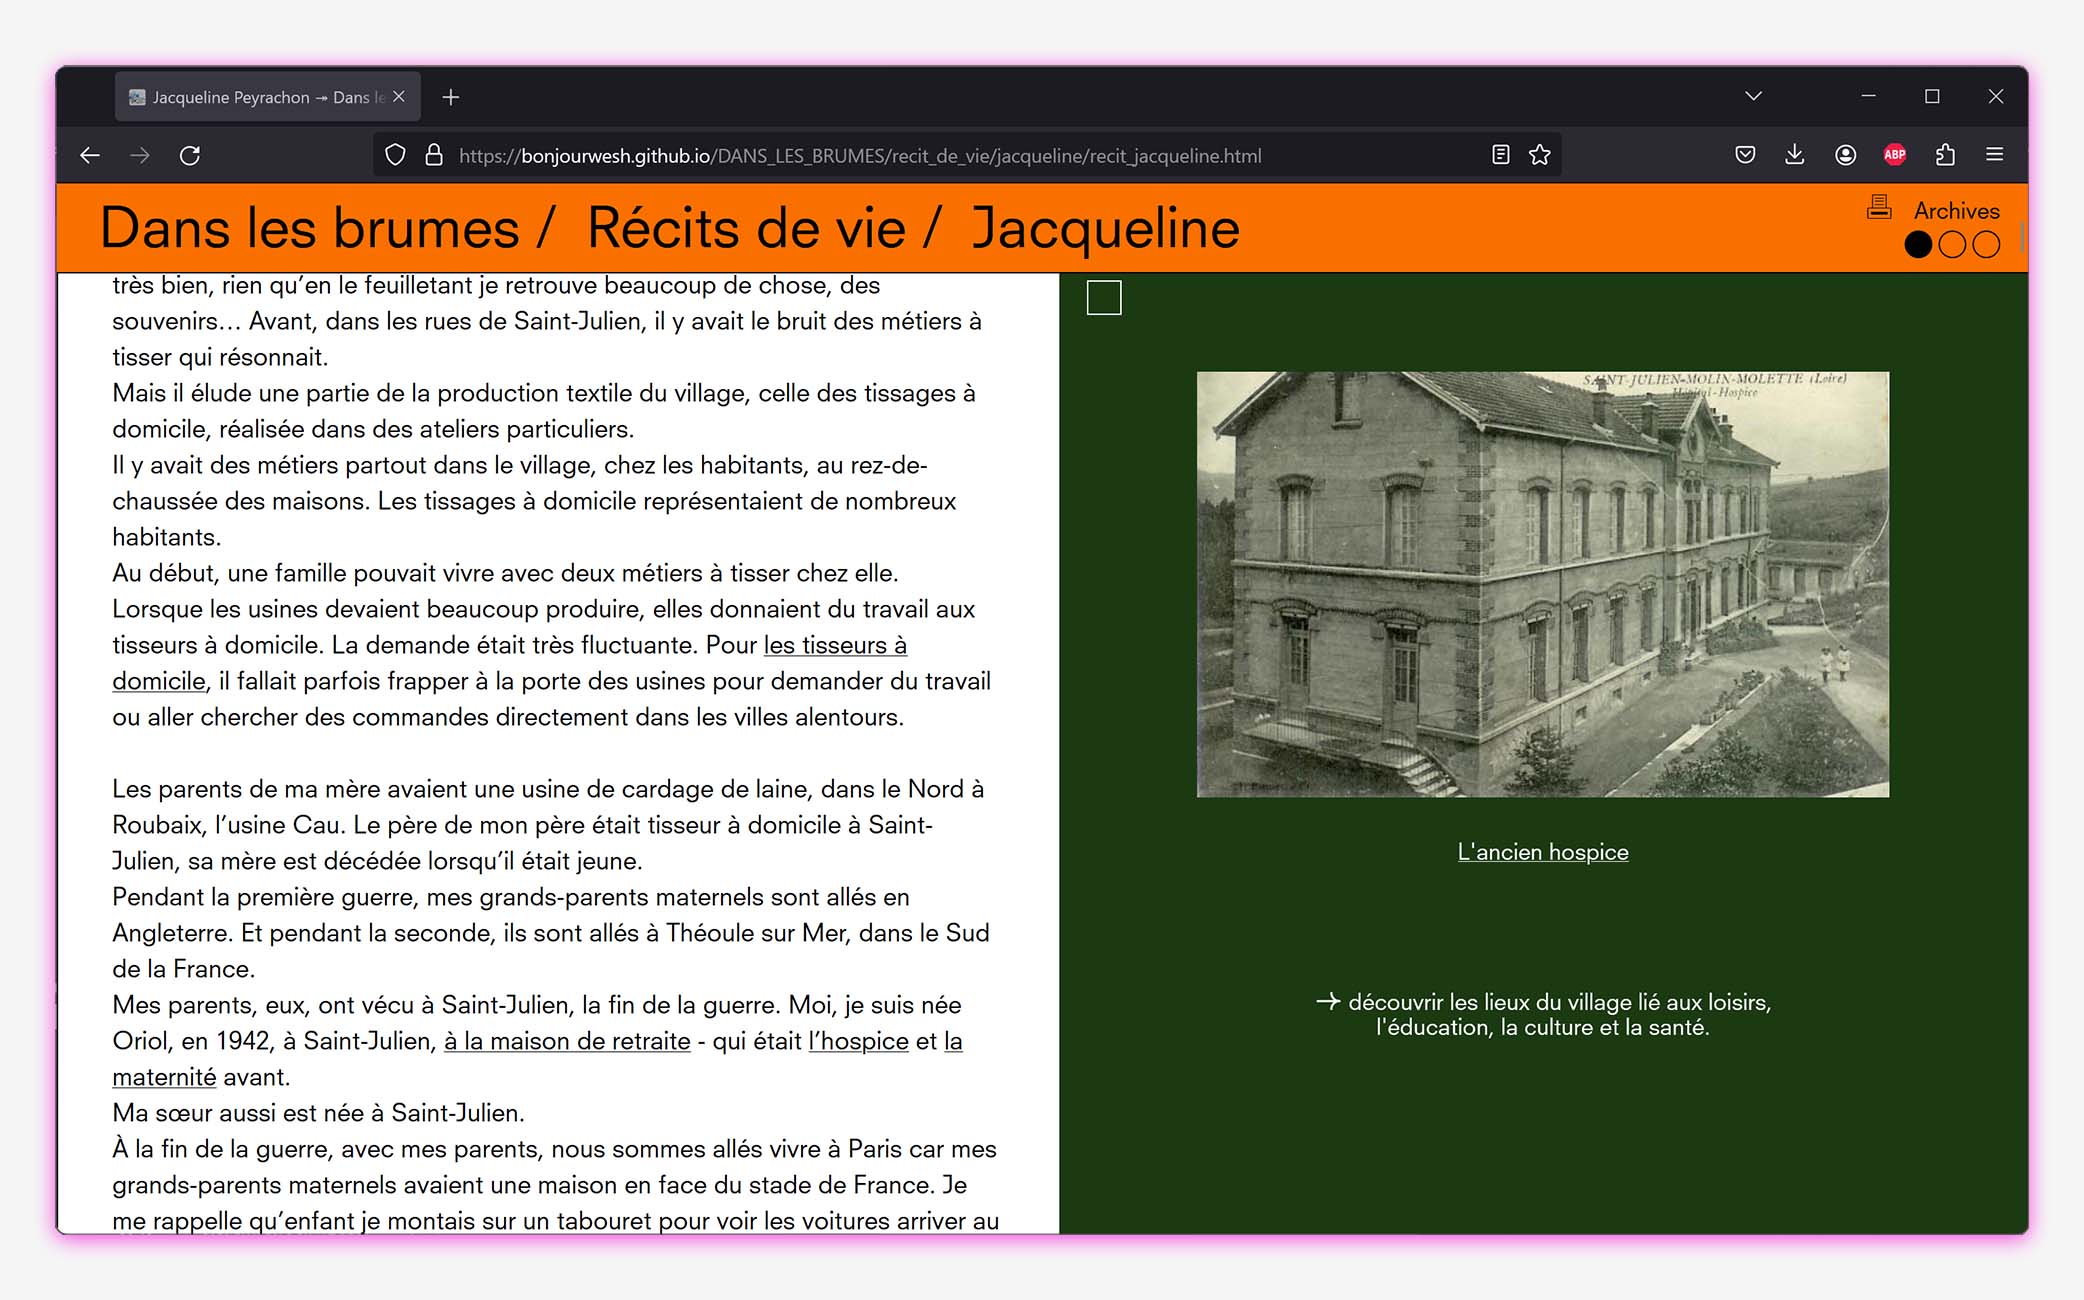 Jacqueline Peyrachon → Dans le
https://bonjourwesh.github.io/DANS_LES_BRUMES/recit_de_vie/jacqueline/recit_jacqueline.html
ABP
Dans les brumes / Récits de vie / Jacqueline
Archives
très bien, rien qu’en le feuilletant je retrouve beaucoup de chose, des
souvenirs… Avant, dans les rues de Saint-Julien, il y avait le bruit des métiers à
tisser qui résonnait.
Mais il élude une partie de la production textile du village, celle des tissages à
domicile, réalisée dans des ateliers particuliers.
Il y avait des métiers partout dans le village, chez les habitants, au rez-de-
chaussée des maisons. Les tissages à domicile représentaient de nombreux
habitants.
Au début, une famille pouvait vivre avec deux métiers à tisser chez elle.
Lorsque les usines devaient beaucoup produire, elles donnaient du travail aux
tisseurs à domicile. La demande était très fluctuante. Pour les tisseurs à
domicile, il fallait parfois frapper à la porte des usines pour demander du travail
ou aller chercher des commandes directement dans les villes alentours.
Les parents de ma mère avaient une usine de cardage de laine, dans le Nord à
Roubaix, l’usine Cau. Le père de mon père était tisseur à domicile à Saint-
Julien, sa mère est décédée lorsqu’il était jeune.
Pendant la première guerre, mes grands-parents maternels sont allés en
Angleterre. Et pendant la seconde, ils sont allés à Théoule sur Mer, dans le Sud
de la France.
Mes parents, eux, ont vécu à Saint-Julien, la fin de la guerre. Moi, je suis née
Oriol, en 1942, à Saint-Julien, à la maison de retraite - qui était l’hospice et la
maternité avant.
Ma sœur aussi est née à Saint-Julien.
À la fin de la guerre, avec mes parents, nous sommes allés vivre à Paris car mes
grands-parents maternels avaient une maison en face du stade de France. Je
me rappelle qu’enfant je montais sur un tabouret pour voir les voitures arriver au
SAINT-JULIEN-MOLIN-MOLETTE (Loire)
Hôpital-Hospice
L'ancien hospice
→ découvrir les lieux du village lié aux loisirs,
l'éducation, la culture et la santé.